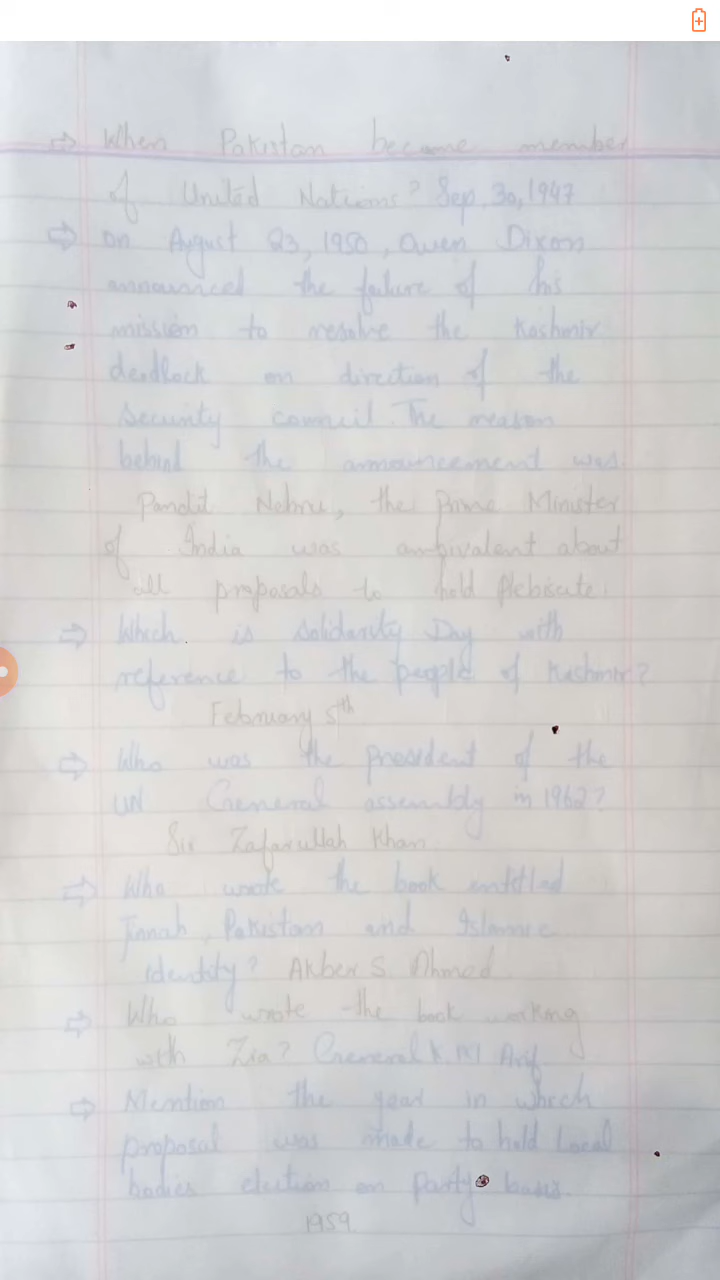 ⇒ When Pakistan became member
of United Nations? Sep, 30, 1947
⇒ On August 23, 1950, Owen Dixon
announced the failure of his
mission to resolve the Kashmir
deadlock on direction of the
Security council. The reason
behind the announcement was.
Pandit Nehru, the Prime Minister
of India was ambivalent about
all proposals to hold Plebiscite.
⇒ Which is Solidarity Day with
reference to the people of Kashmir?
February 5th
⇒ Who was the president of the
UN General assembly in 1962?
Sir Zafarullah Khan
⇒ Who wrote the book entitled
Jinnah, Pakistan and Islamic
identity? Akber S Ahmed
⇒ Who wrote the book working
with Zia? General K. M Arif
⇒ Mention the year in which
proposal was made to hold Local
bodies election on party basis.
1959